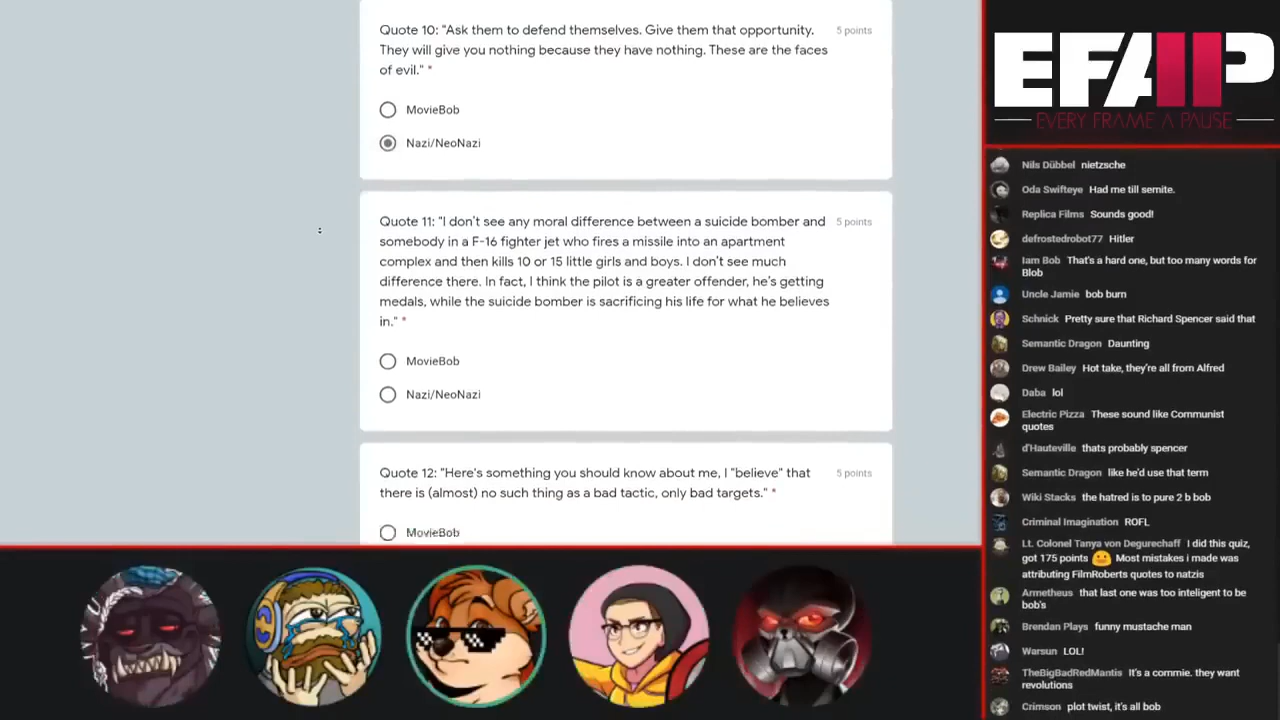 Quote 10: "Ask them to defend themselves. Give them that opportunity.
5 points
They will give you nothing because they have nothing. These are the faces
of evil." *
MovieBob
Nazi/NeoNazi
Quote 11: "I don't see any moral difference between a suicide bomber and
5 points
somebody in a F-16 fighter jet who fires a missile into an apartment
complex and then kills 10 or 15 little girls and boys. I don't see much
difference there. In fact, I think the pilot is a greater offender, he's getting
medals, while the suicide bomber is sacrificing his life for what he believes
in." *
MovieBob
Nazi/NeoNazi
Quote 12: "Here's something you should know about me, I "believe" that
5 points
there is (almost) no such thing as a bad tactic, only bad targets." *
MovieBob
EFAP
EVERY FRAME A PAUSE
Nils Dübbel nietzsche
Oda Swifteye Had me till semite.
Replica Films Sounds good!
defrostedrobot77 Hitler
Iam Bob That's a hard one, but too many words for
Blob
Uncle Jamie bob burn
Schnick Pretty sure that Richard Spencer said that
Semantic Dragon Daunting
Drew Bailey Hot take, they're all from Alfred
Daba lol
Electric Pizza These sound like Communist
quotes
d'Hauteville thats probably spencer
Semantic Dragon like he'd use that term
Wiki Stacks the hatred is to pure 2 b bob
Criminal Imagination ROFL
Lt. Colonel Tanya von Degurechaff I did this quiz,
got 175 points Most mistakes i made was
attributing FilmRoberts quotes to natzis
Armetheus that last one was too inteligent to be
bob's
Brendan Plays funny mustache man
Warsun LOL!
TheBigBadRedMantis It's a commie. they want
revolutions
Crimson plot twist, it's all bob